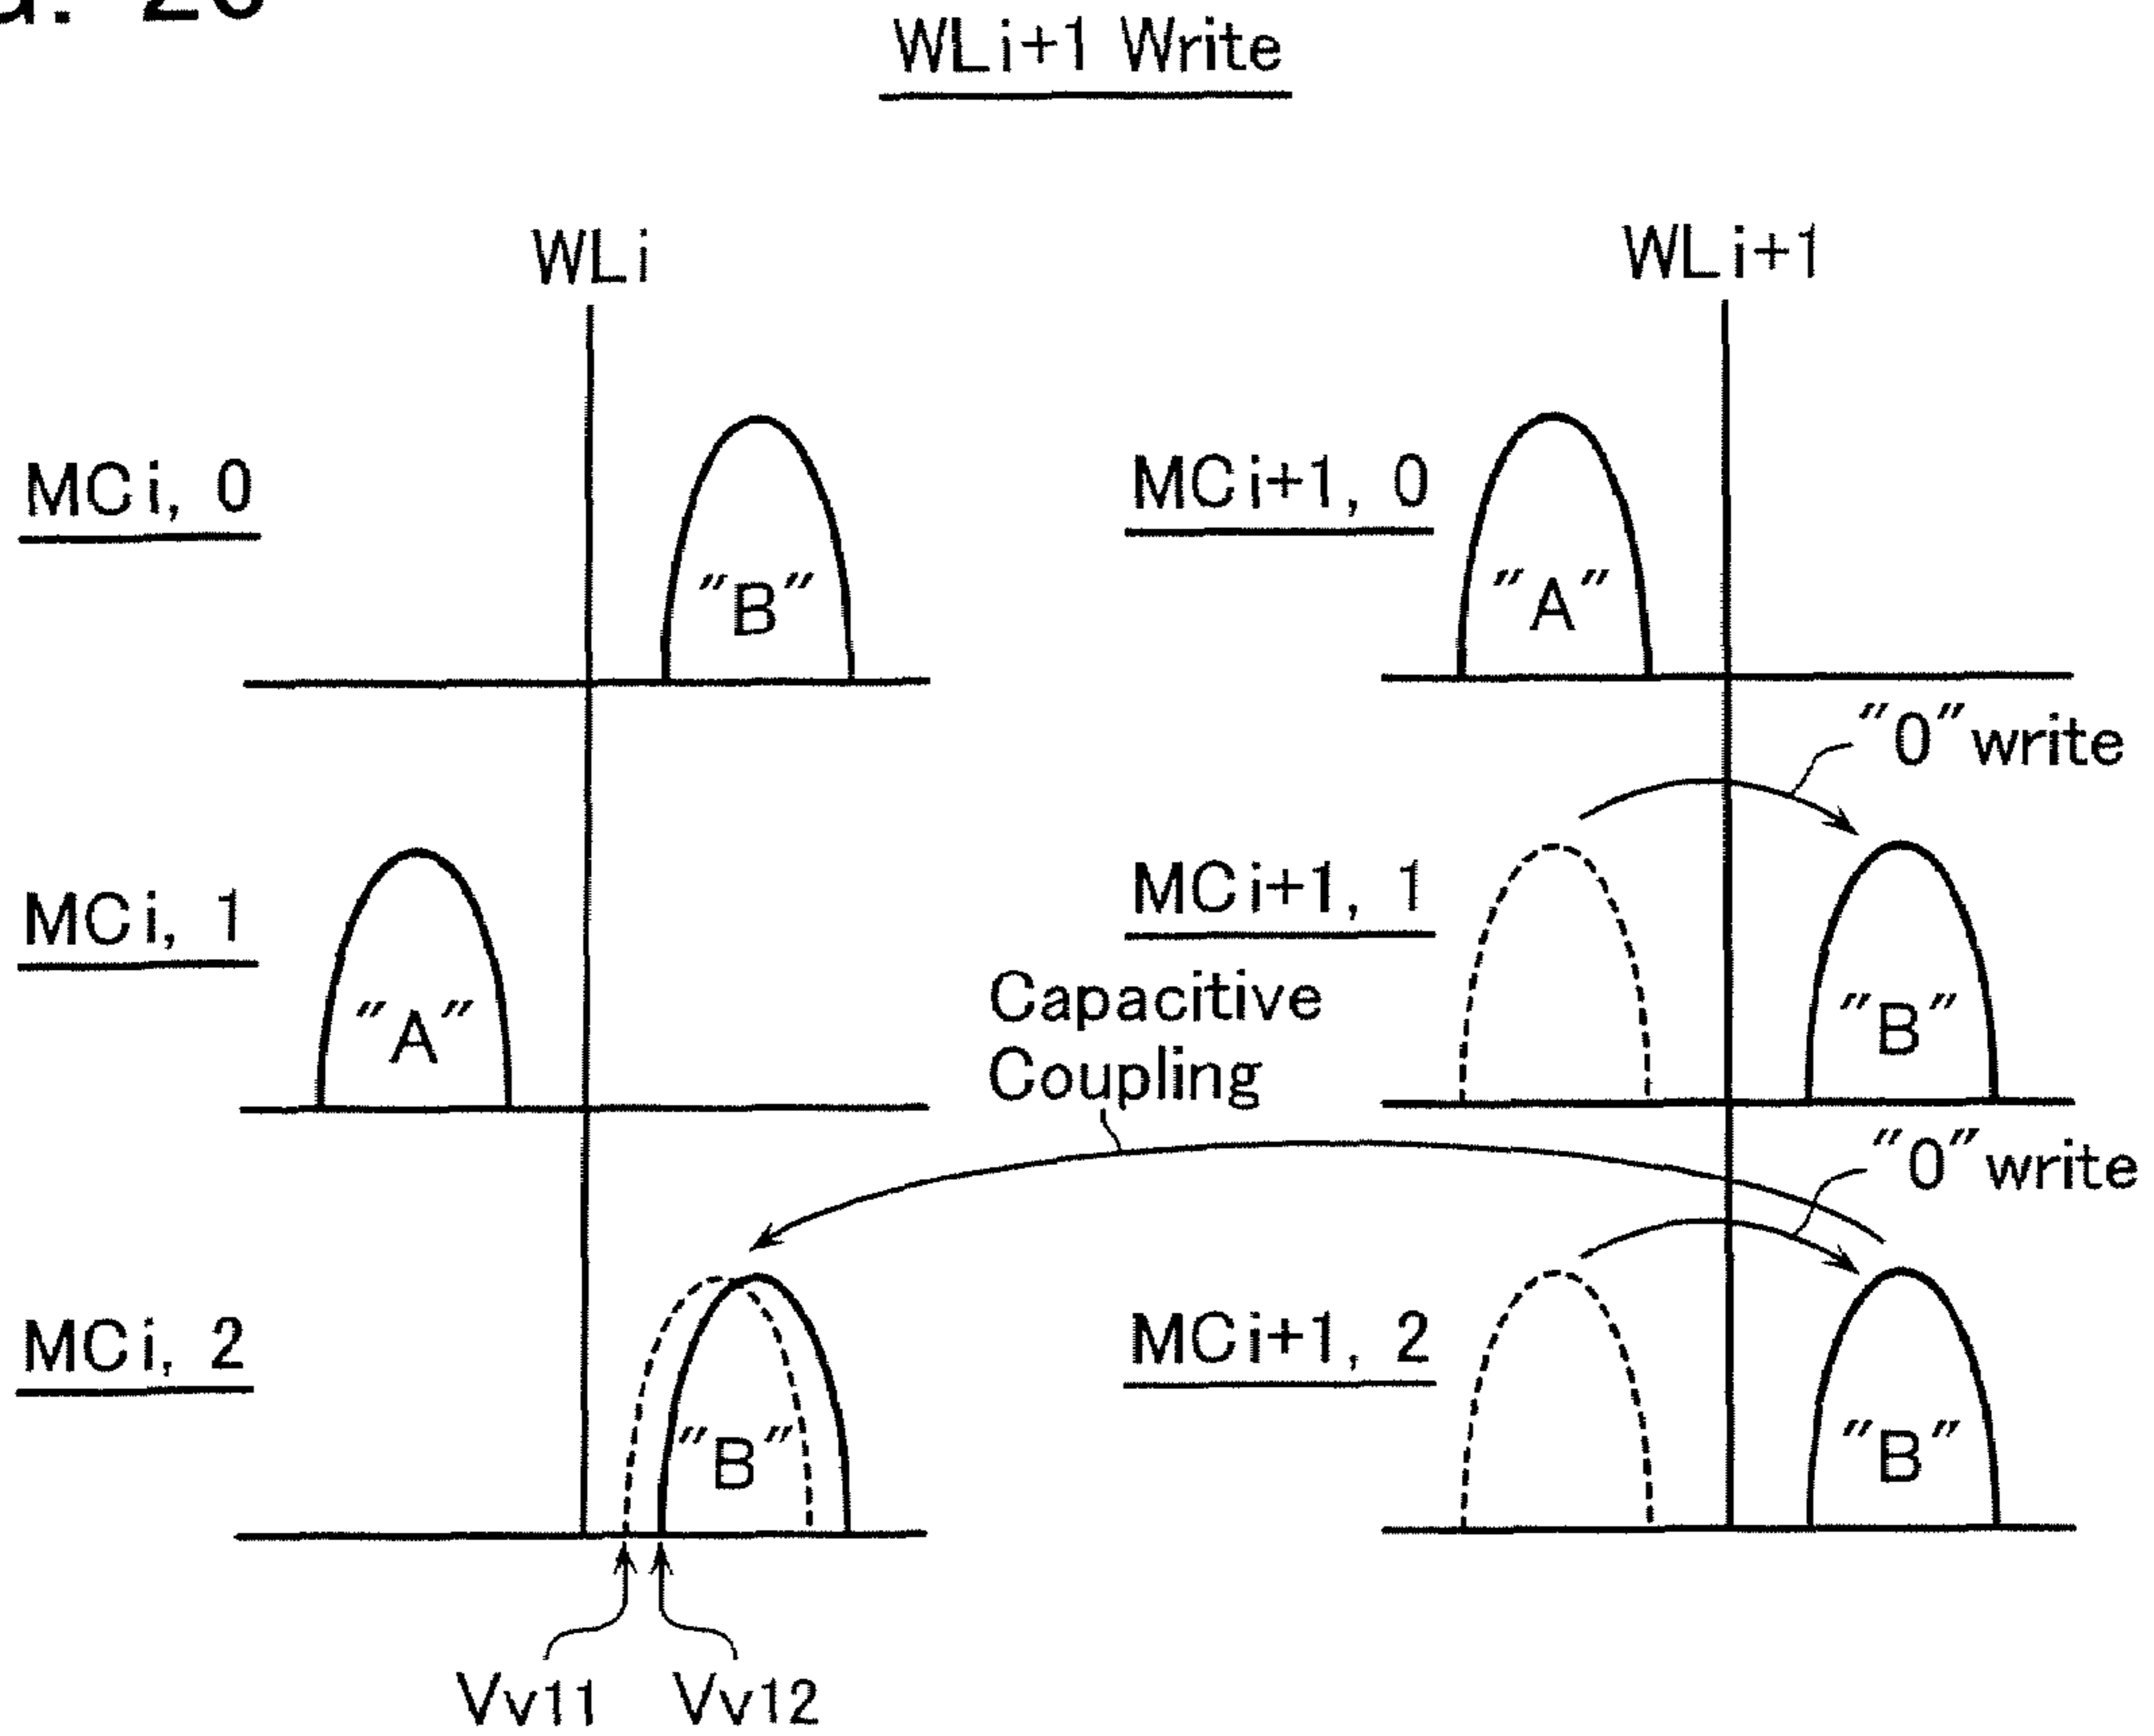 WLi+1 Write
WLi
WLi+1
MCi, 0
"B"
MCi+1, 0
"A"
"0" write
MCi, 1
"A"
MCi+1, 1
"B"
Capacitive
Coupling
"0" write
MCi, 2
"B"
MCi+1, 2
"B"
Vv11
Vv12